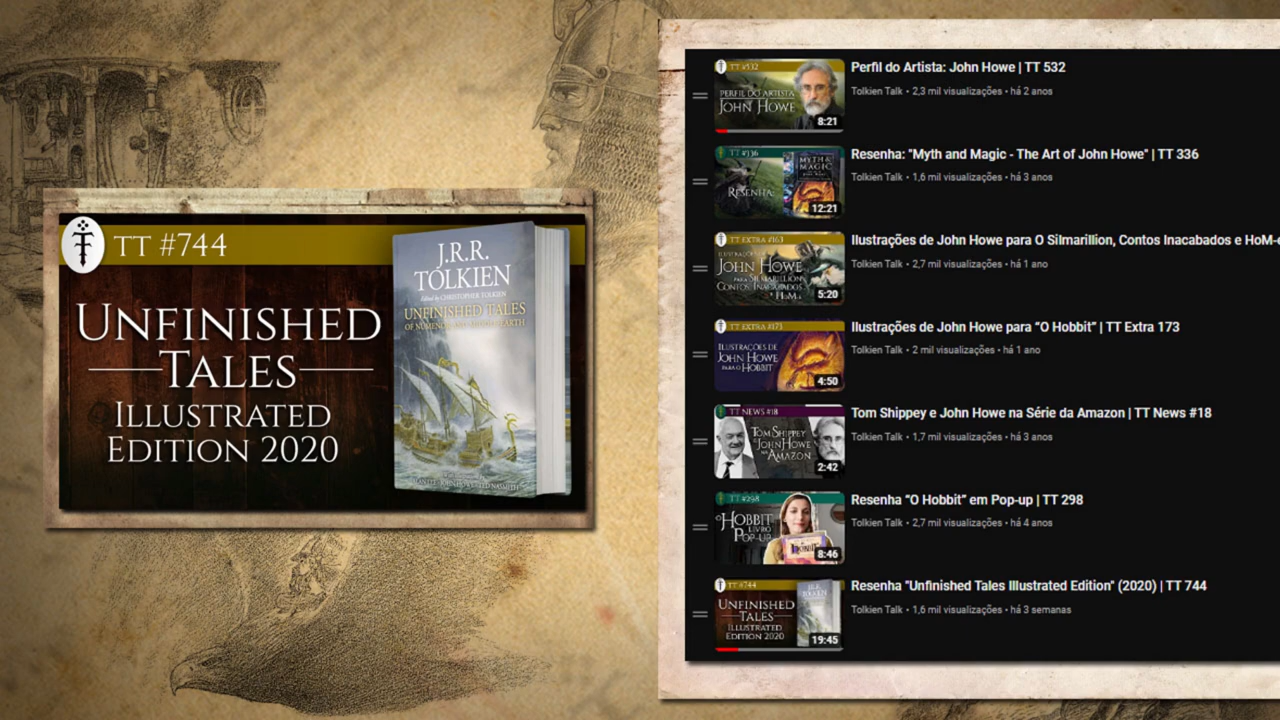 TT #744
UNFINISHED
TALES
ILLUSTRATED
EDITION 2020
J.R.R.
TOLKIEN
Edited by CHRISTOPHER TOLKIEN
UNFINISHED TALES
TT #532
PERFIL DO ARTISTA:
JOHN HOWE
8:21
Perfil do Artista: John Howe | TT 532
Tolkien Talk • 2,3 mil visualizações • há 2 anos
RESENHA:
MYTH &
MAGIC
12:21
Resenha: "Myth and Magic - The Art of John Howe" | TT 336
Tolkien Talk • 1,6 mil visualizações • há 3 anos
TT EXTRA #163
JOHN HOWE
CONTOS INACABADOS
5:20
Ilustrações de John Howe para O Silmarillion, Contos Inacabados e HoM-
Tolkien Talk • 2,7 mil visualizações • há 1 ano
TT EXTRA #173
ILUSTRAÇÕES DE
JOHN HOWE
PARA O HOBBIT
4:50
Ilustrações de John Howe para “O Hobbit” | TT Extra 173
Tolkien Talk • 2 mil visualizações • há 1 ano
TT NEWS #18
TOM SHIPPEY
E JOHN HOWE
NA AMAZON
2:42
Tom Shippey e John Howe na Série da Amazon | TT News #18
Tolkien Talk • 1,7 mil visualizações • há 3 anos
TT #298
O HOBBIT
LIVRO
POP-UP
8:46
Resenha “O Hobbit” em Pop-up | TT 298
Tolkien Talk • 2,7 mil visualizações • há 4 anos
TT #744
UNFINISHED
TALES
ILLUSTRATED
EDITION 2020
19:45
Resenha "Unfinished Tales Illustrated Edition" (2020) | TT 744
Tolkien Talk • 1,6 mil visualizações • há 3 semanas